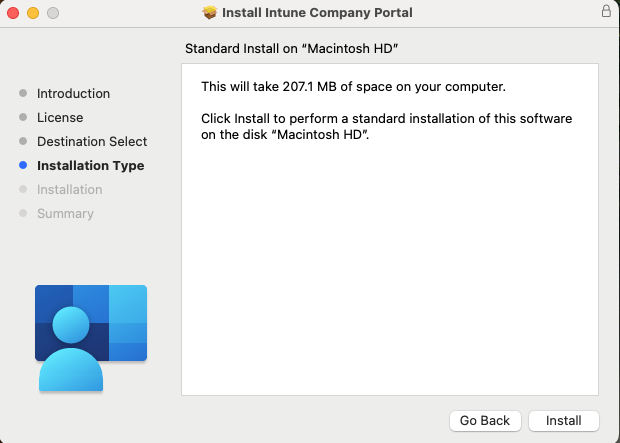 Install Intune Company Portal
Standard Install on “Macintosh HD”
Introduction
License
Destination Select
Installation Type
Installation
Summary
This will take 207.1 MB of space on your computer.
Click Install to perform a standard installation of this software
on the disk “Macintosh HD”.
Go Back
Install